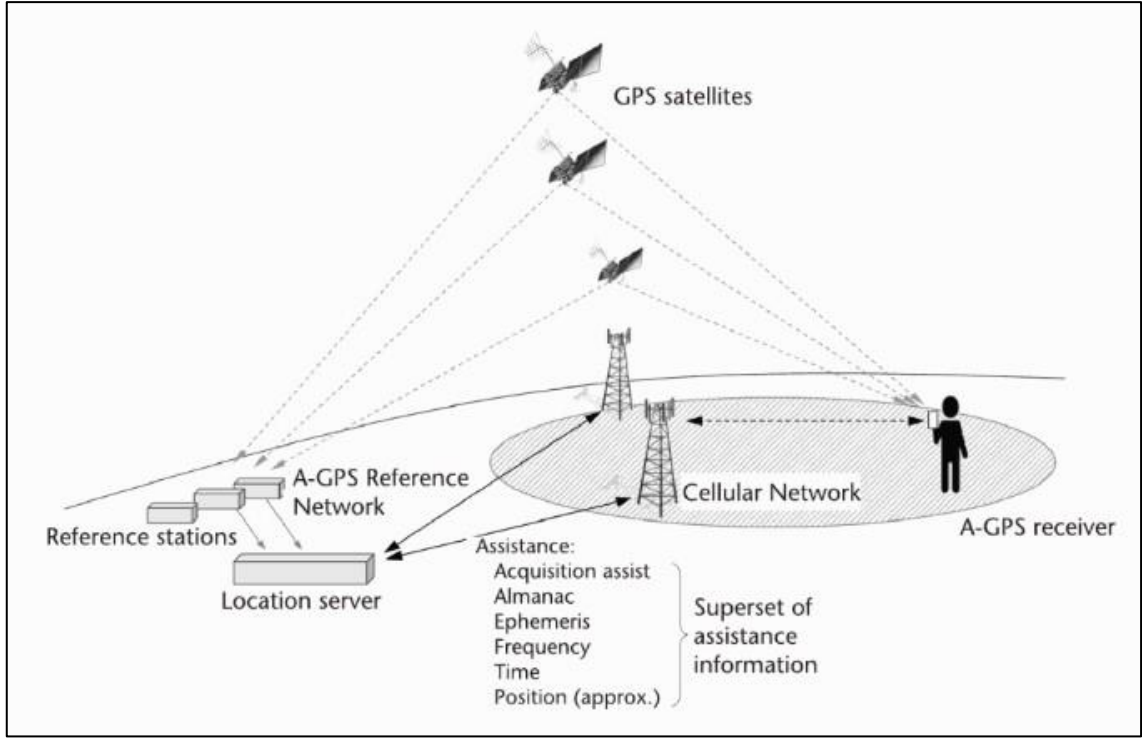 GPS satellites
A-GPS Reference
Network
Reference stations
Location server
Cellular Network
A-GPS receiver
Assistance:
Acquisition assist
Almanac
Ephemeris
Frequency
Time
Position (approx.)
Superset of
assistance
information